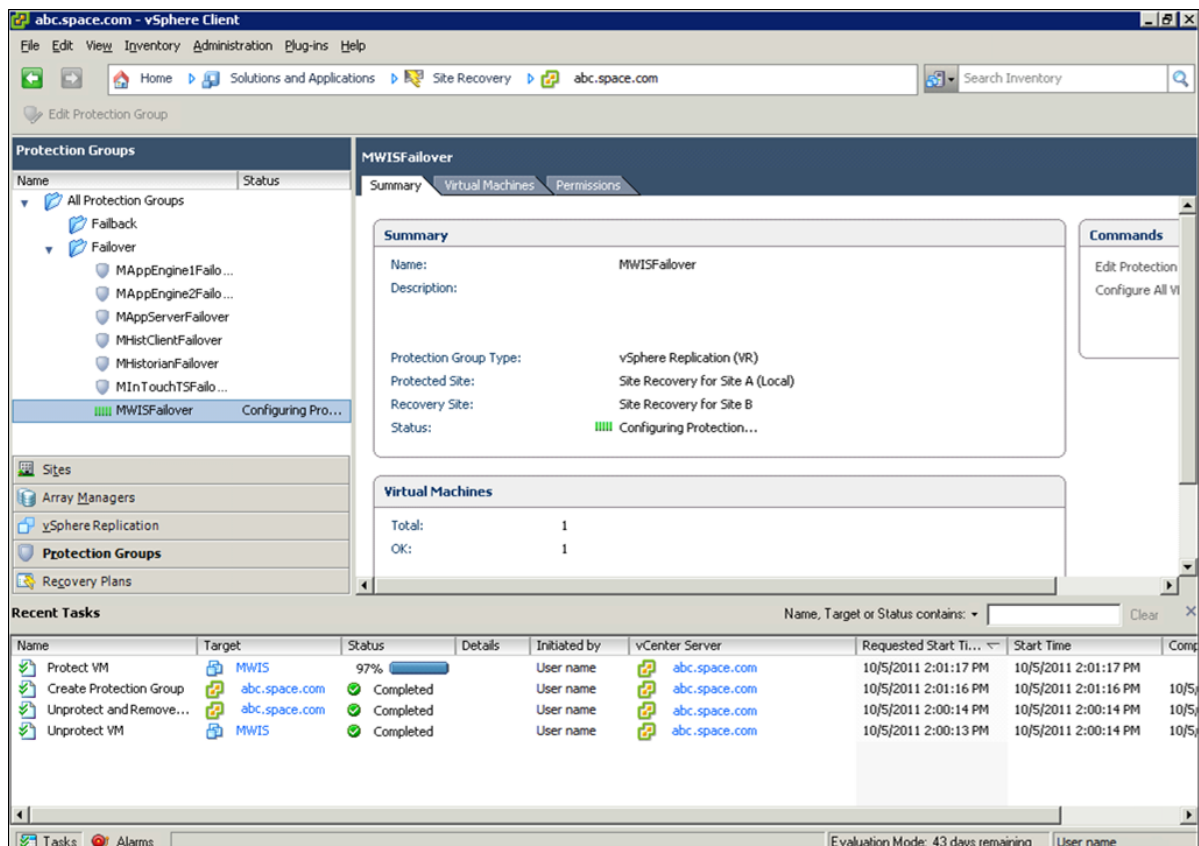 abc.space.com - vSphere Client
File Edit View Inventory Administration Plug-ins Help
Home Solutions and Applications Site Recovery abc.space.com Search Inventory
Edit Protection Group
Protection Groups
Name Status
All Protection Groups
Failback
Failover
MAppEngine1Failo...
MAppEngine2Failo...
MAppServerFailover
MHistClientFailover
MHistorianFailover
MInTouchTSFailo...
MWISFailover Configuring Pro...
Sites
Array Managers
vSphere Replication
Protection Groups
Recovery Plans
MWISFailover
Summary Virtual Machines Permissions
Summary
Name: MWISFailover
Description:
Protection Group Type: vSphere Replication (VR)
Protected Site: Site Recovery for Site A (Local)
Recovery Site: Site Recovery for Site B
Status: Configuring Protection...
Virtual Machines
Total: 1
OK: 1
Commands
Edit Protection
Configure All VI
Recent Tasks Name, Target or Status contains: Clear
Name Target Status Details Initiated by vCenter Server Requested Start Ti... Start Time Comp
Protect VM MWIS 97% User name abc.space.com 10/5/2011 2:01:17 PM 10/5/2011 2:01:17 PM
Create Protection Group abc.space.com Completed User name abc.space.com 10/5/2011 2:01:16 PM 10/5/2011 2:01:16 PM 10/5/
Unprotect and Remove... abc.space.com Completed User name abc.space.com 10/5/2011 2:00:14 PM 10/5/2011 2:00:14 PM 10/5/
Unprotect VM MWIS Completed User name abc.space.com 10/5/2011 2:00:13 PM 10/5/2011 2:00:14 PM 10/5/
Tasks Alarms Evaluation Mode: 43 days remaining User name